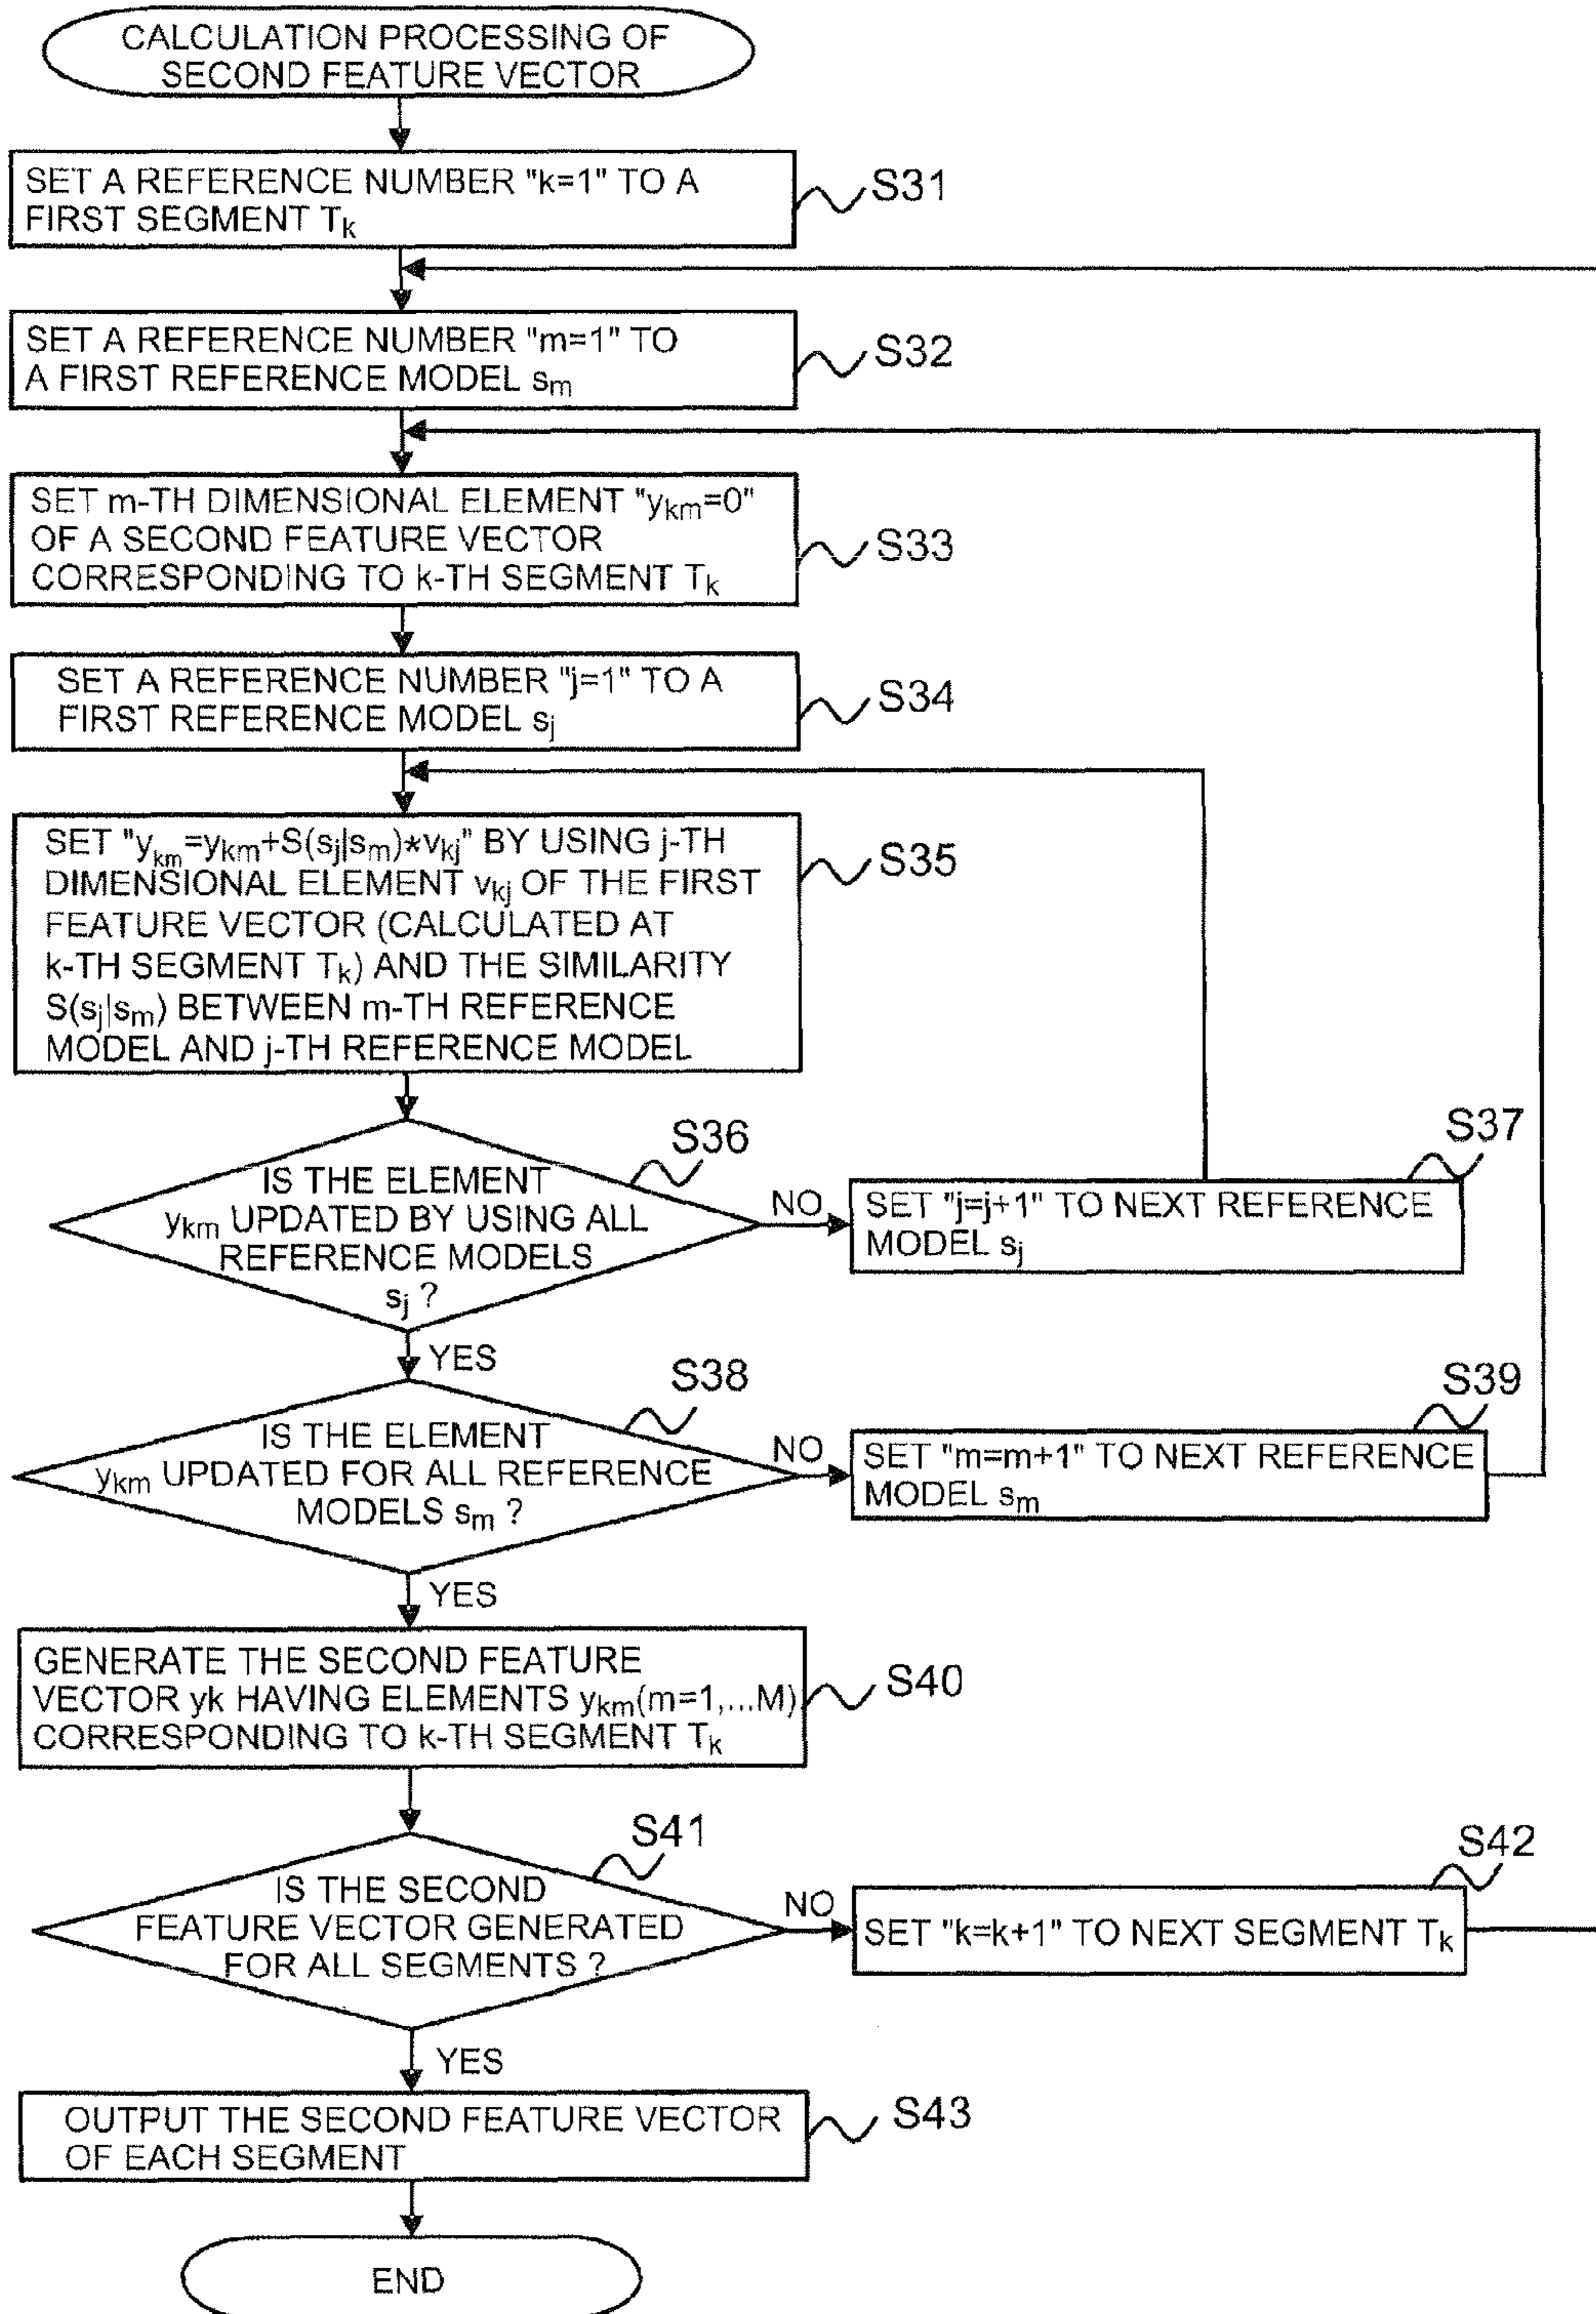 CALCULATION PROCESSING OF
SECOND FEATURE VECTOR
SET A REFERENCE NUMBER "k=1" TO A
FIRST SEGMENT Tk
S31
SET A REFERENCE NUMBER "m=1" TO
A FIRST REFERENCE MODEL sm
S32
SET m-TH DIMENSIONAL ELEMENT "ykm=0"
OF A SECOND FEATURE VECTOR
CORRESPONDING TO k-TH SEGMENT Tk
S33
SET A REFERENCE NUMBER "j=1" TO A
FIRST REFERENCE MODEL sj
S34
SET "ykm=ykm+S(sj|sm)*vkj" BY USING j-TH
DIMENSIONAL ELEMENT vkj OF THE FIRST
FEATURE VECTOR (CALCULATED AT
k-TH SEGMENT Tk) AND THE SIMILARITY
S(sj|sm) BETWEEN m-TH REFERENCE
MODEL AND j-TH REFERENCE MODEL
S35
IS THE ELEMENT
ykm UPDATED BY USING ALL
REFERENCE MODELS
sj ?
S36
NO
SET "j=j+1" TO NEXT REFERENCE
MODEL sj
S37
YES
IS THE ELEMENT
ykm UPDATED FOR ALL REFERENCE
MODELS sm ?
S38
NO
SET "m=m+1" TO NEXT REFERENCE
MODEL sm
S39
YES
GENERATE THE SECOND FEATURE
VECTOR yk HAVING ELEMENTS ykm(m=1,...M)
CORRESPONDING TO k-TH SEGMENT Tk
S40
IS THE SECOND
FEATURE VECTOR GENERATED
FOR ALL SEGMENTS ?
S41
NO
SET "k=k+1" TO NEXT SEGMENT Tk
S42
YES
OUTPUT THE SECOND FEATURE VECTOR
OF EACH SEGMENT
S43
END